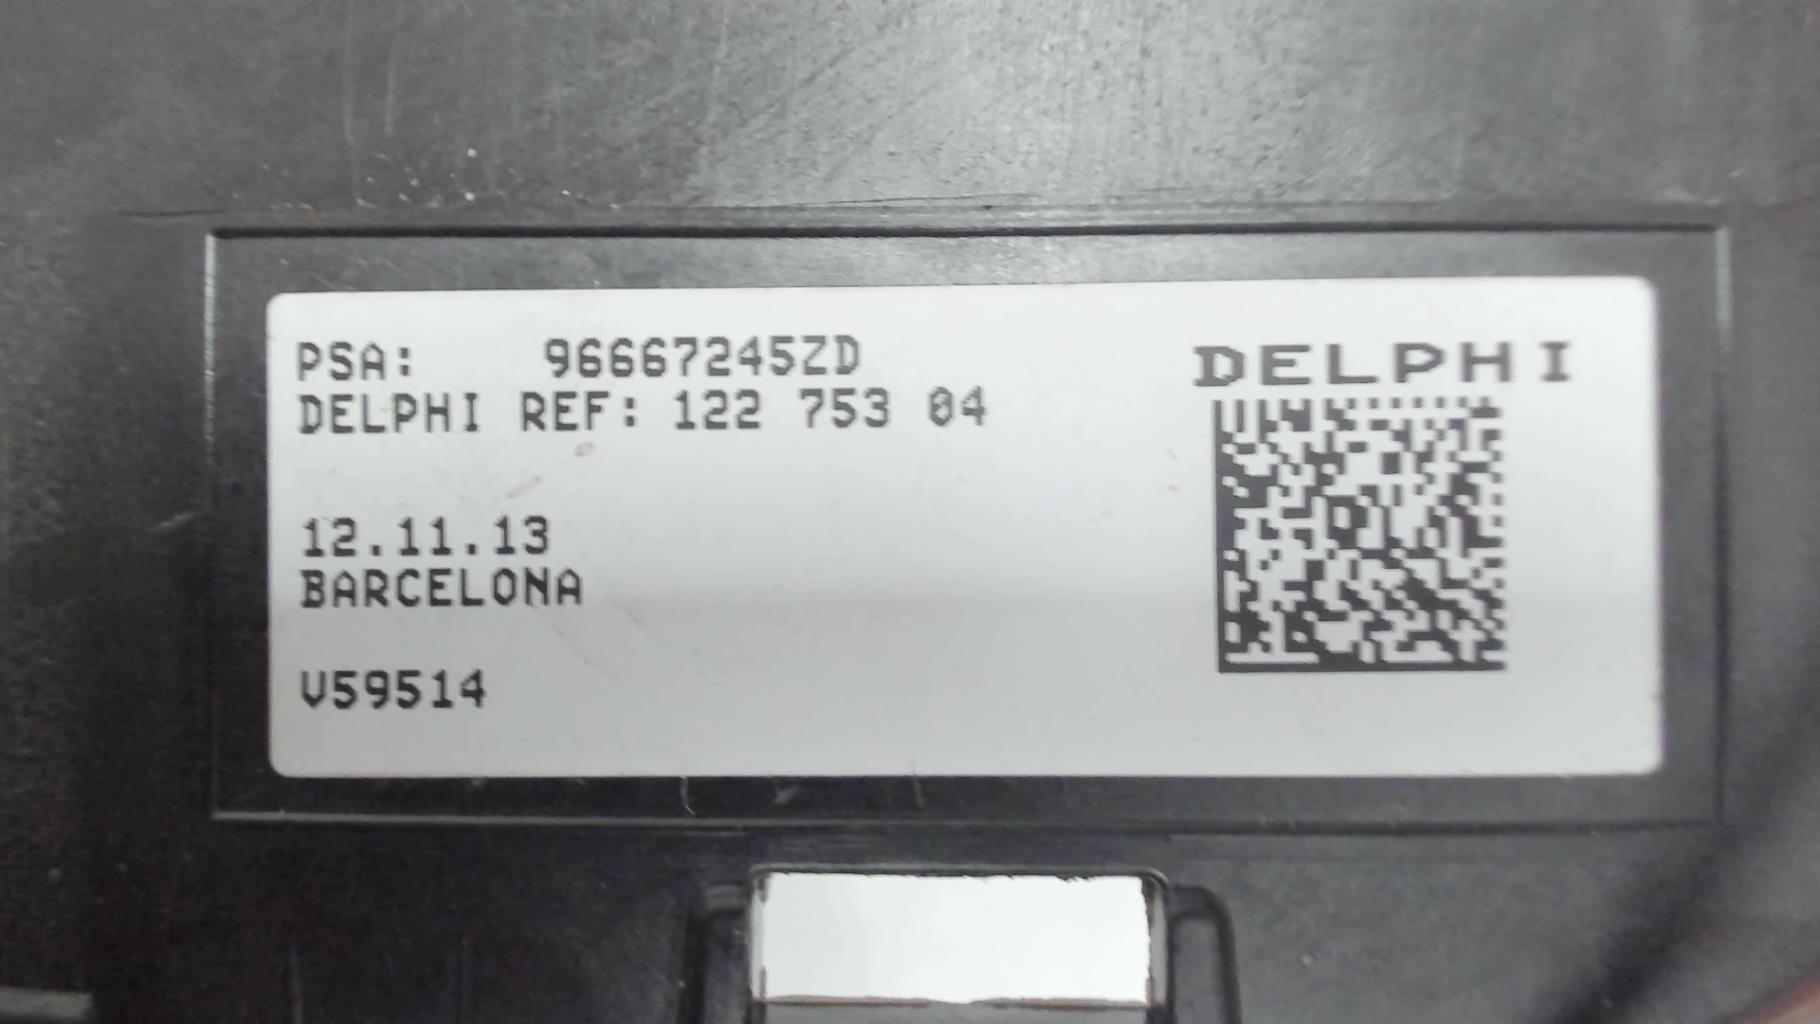 PSA: 96667245ZD
DELPHI REF: 122 753 04
DELPHI
12.11.13
BARCELONA
V59514